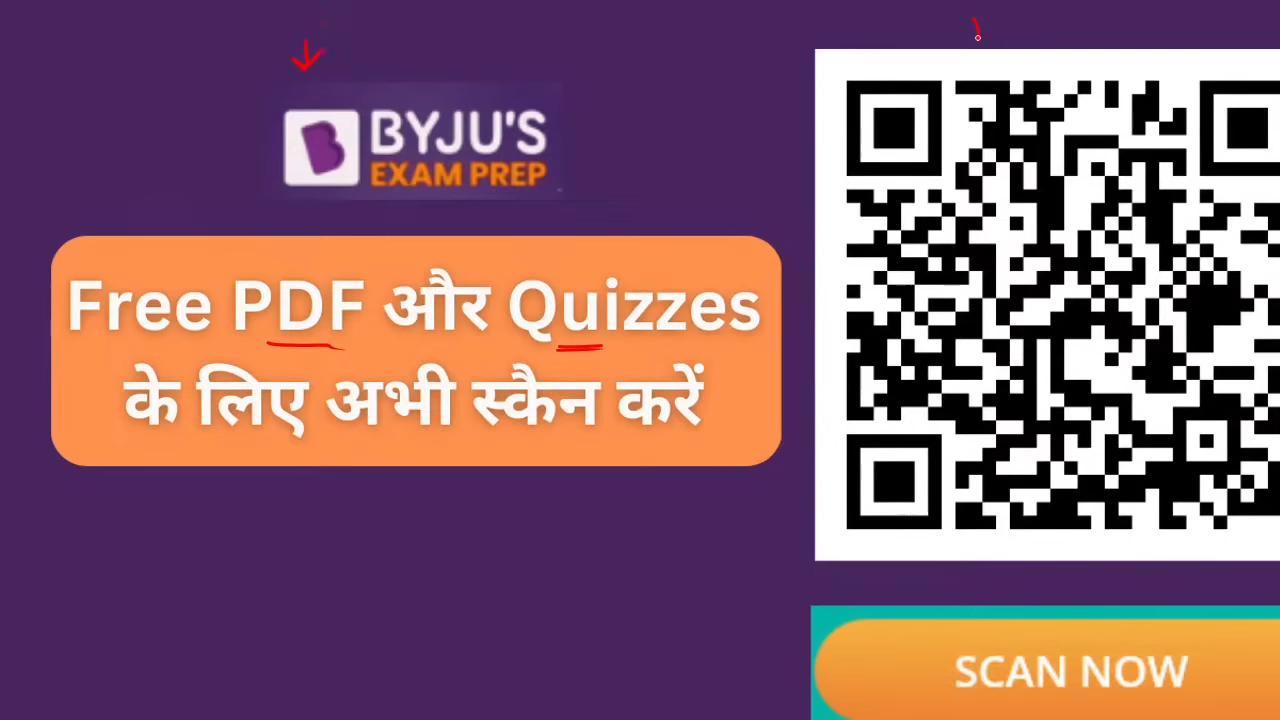 BYJU'S
EXAM PREP
Free PDF और Quizzes
के लिए अभी स्कैन करें
SCAN NOW